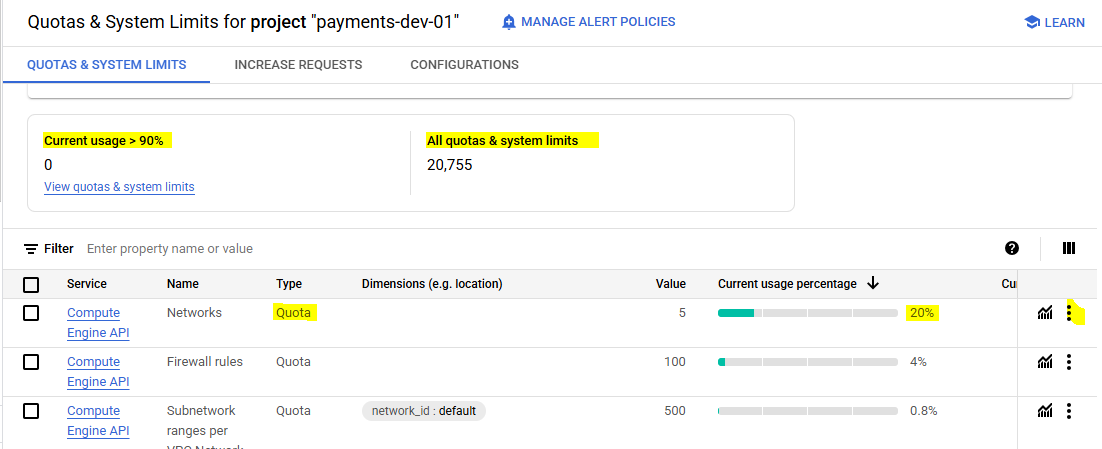 Quotas & System Limits for project "payments-dev-01"
MANAGE ALERT POLICIES
LEARN
QUOTAS & SYSTEM LIMITS
INCREASE REQUESTS
CONFIGURATIONS
Current usage > 90%
0
View quotas & system limits
All quotas & system limits
20,755
Filter
Enter property name or value
Service
Name
Type
Dimensions (e.g. location)
Value
Current usage percentage
Compute
Engine API
Networks
Quota
5
20%
Compute
Engine API
Firewall rules
Quota
100
4%
Compute
Engine API
Subnetwork
ranges per
VPC Network
Quota
network_id : default
500
0.8%